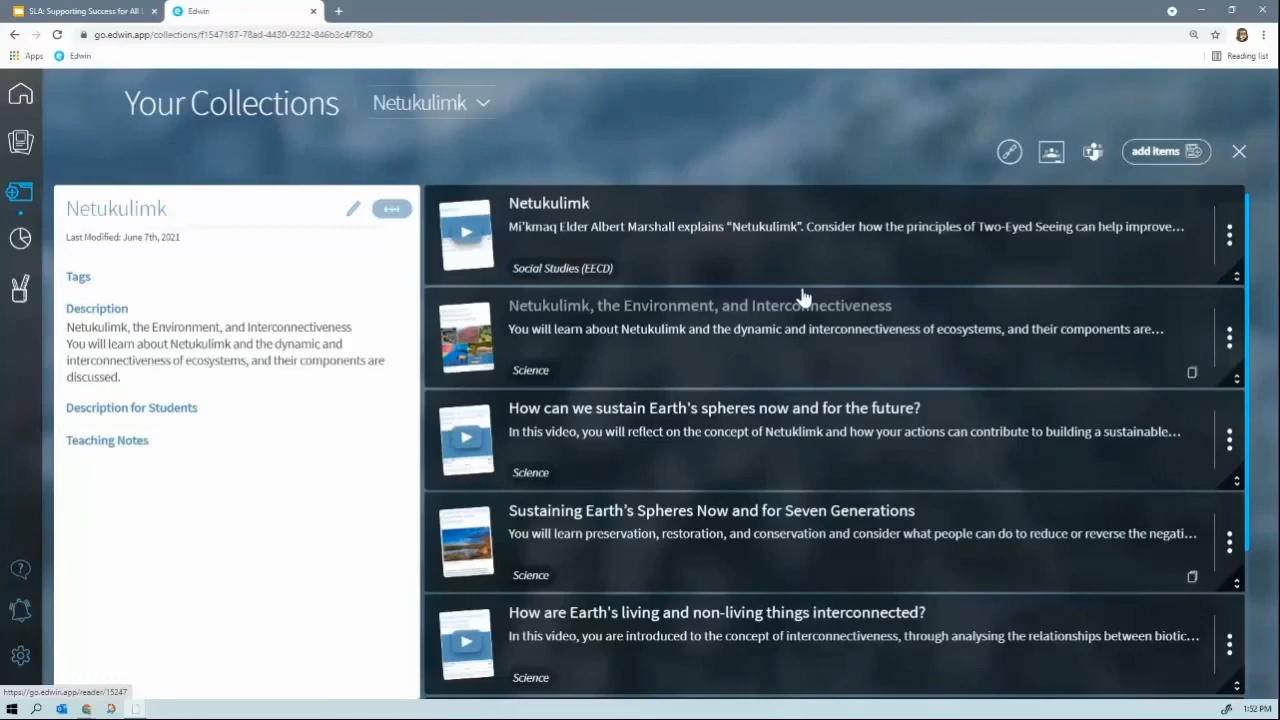 SLA: Supporting Success for All
Edwin
go.edwin.app/collections/f1547187-78ad-4430-9232-846b3c4f78b0
Apps
Edwin
Reading list
Your Collections
Netukulimk
add items
Netukulimk
Last Modified: June 7th, 2021
Tags
Description
Netukulimk, the Environment, and Interconnectiveness
You will learn about Netukulimk and the dynamic and
interconnectiveness of ecosystems, and their components are
discussed.
Description for Students
Teaching Notes
Netukulimk
Mi'kmaq Elder Albert Marshall explains “Netukulimk”. Consider how the principles of Two-Eyed Seeing can help improve...
Social Studies (EECD)
Netukulimk, the Environment, and Interconnectiveness
You will learn about Netukulimk and the dynamic and interconnectiveness of ecosystems, and their components are...
Science
How can we sustain Earth's spheres now and for the future?
In this video, you will reflect on the concept of Netuklimk and how your actions can contribute to building a sustainable...
Science
Sustaining Earth's Spheres Now and for Seven Generations
You will learn preservation, restoration, and conservation and consider what people can do to reduce or reverse the negati...
Science
How are Earth's living and non-living things interconnected?
In this video, you are introduced to the concept of interconnectiveness, through analysing the relationships between biotic...
Science
https://go.edwin.app/reader/15247
1:52 PM